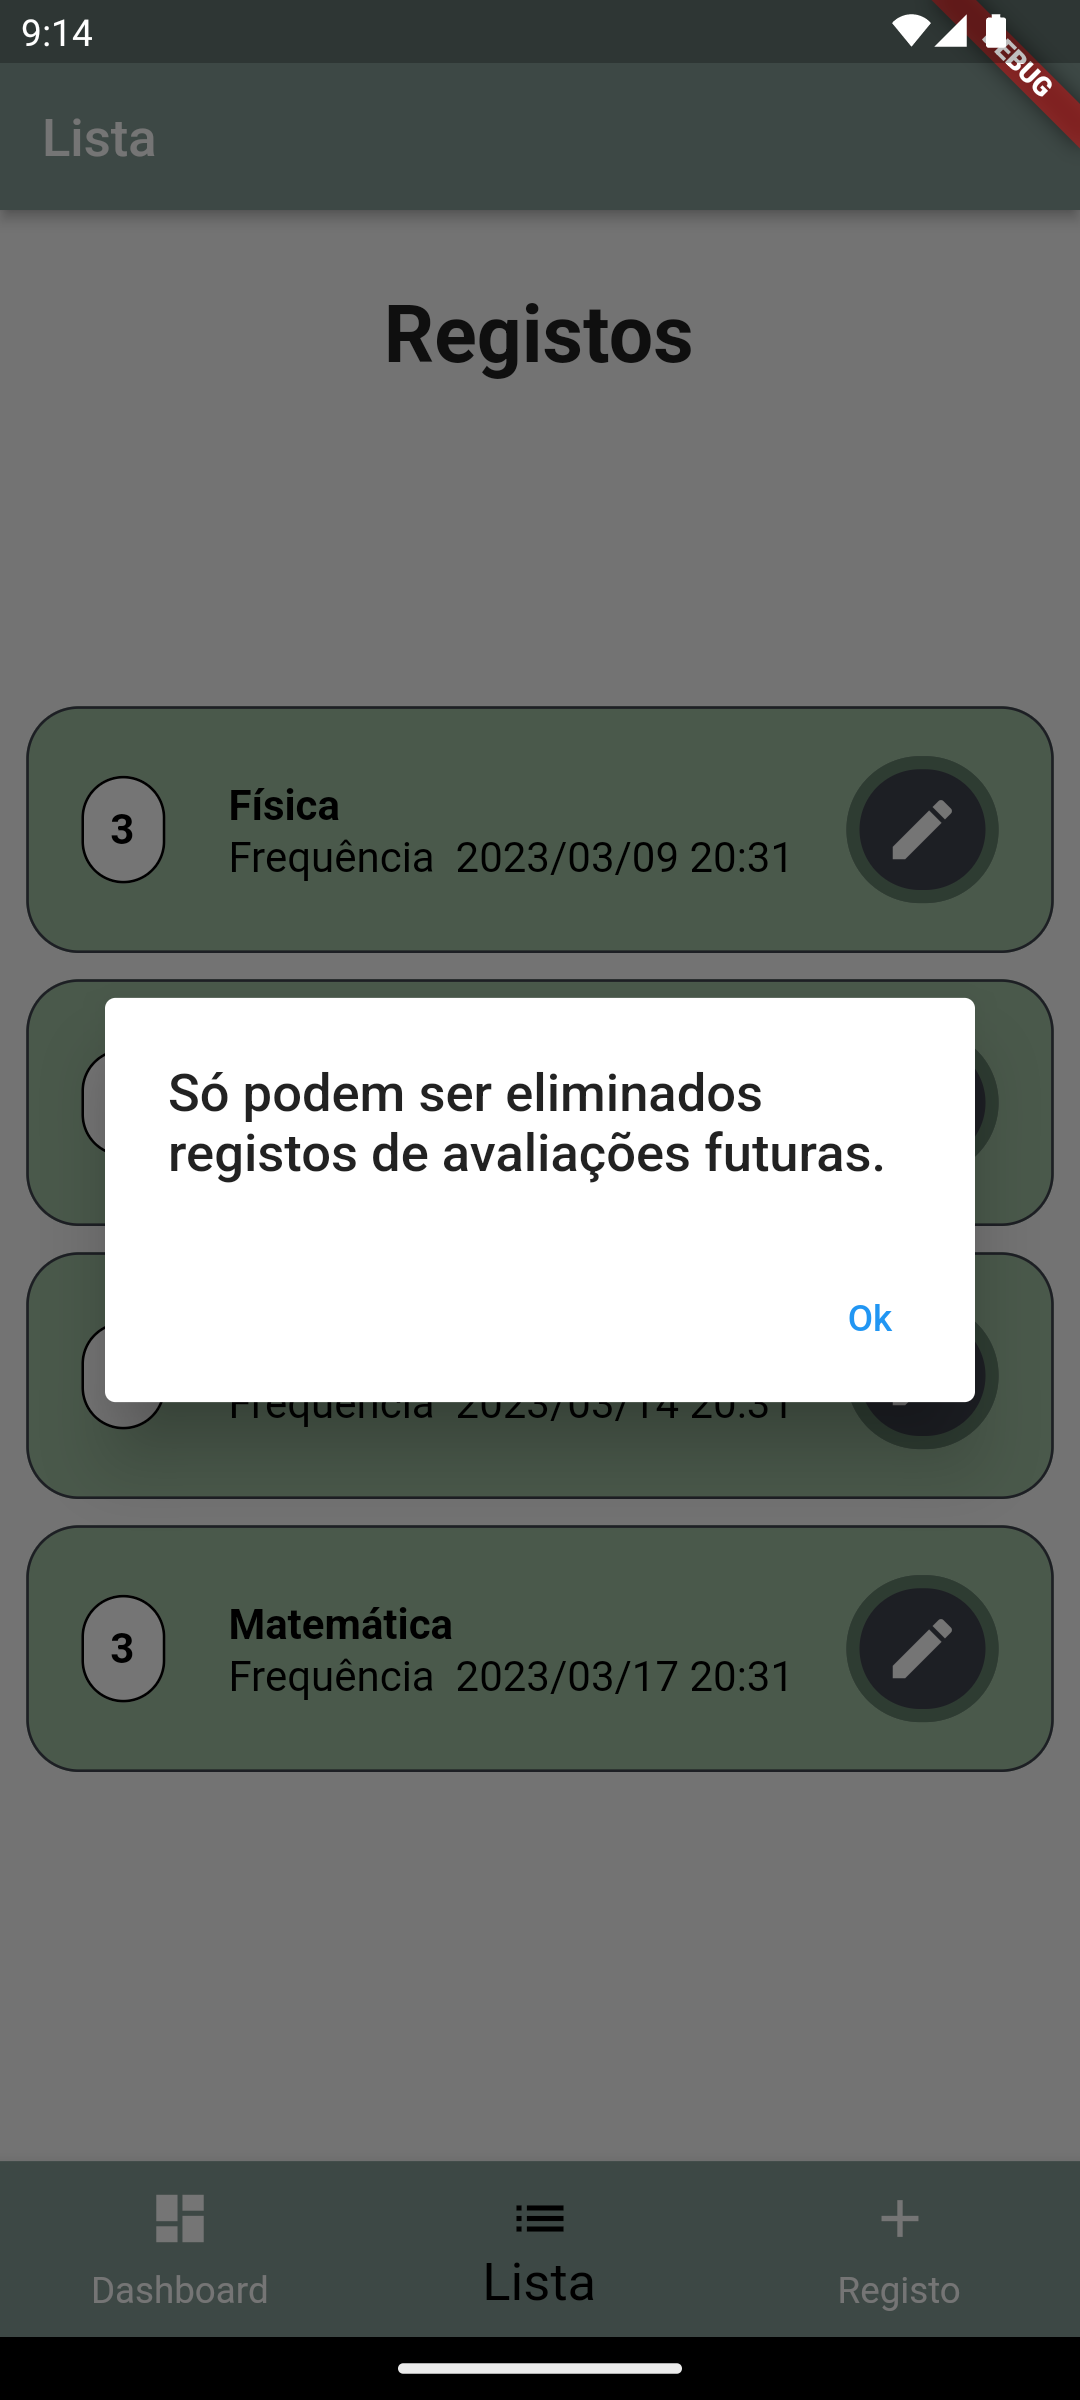 9:14
DEBUG
Lista
Registos
3
Física
Frequência 2023/03/09 20:31
Só podem ser eliminados
registos de avaliações futuras.
Ok
Frequência 2023/03/14 20:31
3
Matemática
Frequência 2023/03/17 20:31
Dashboard
Lista
Registo